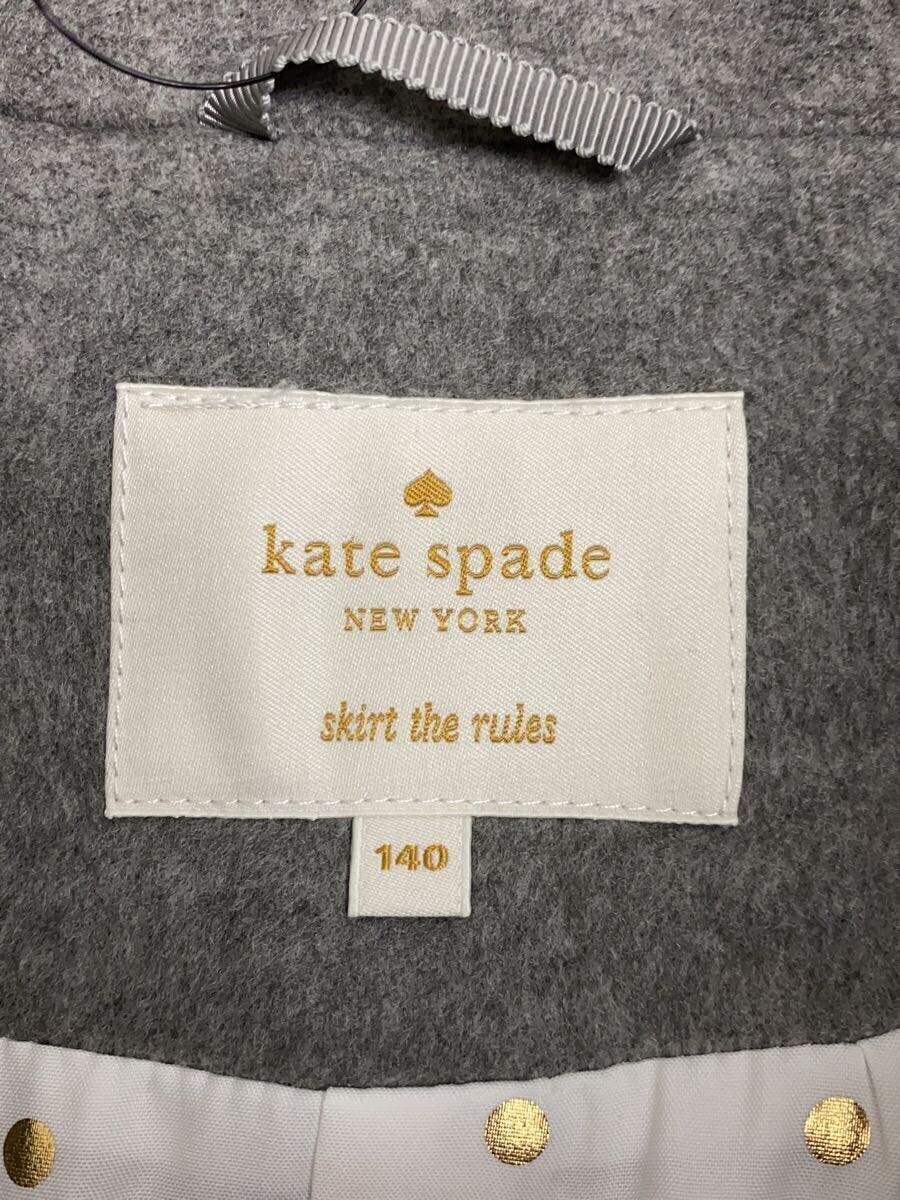 kate spade
NEW YORK
skirt the rules
140